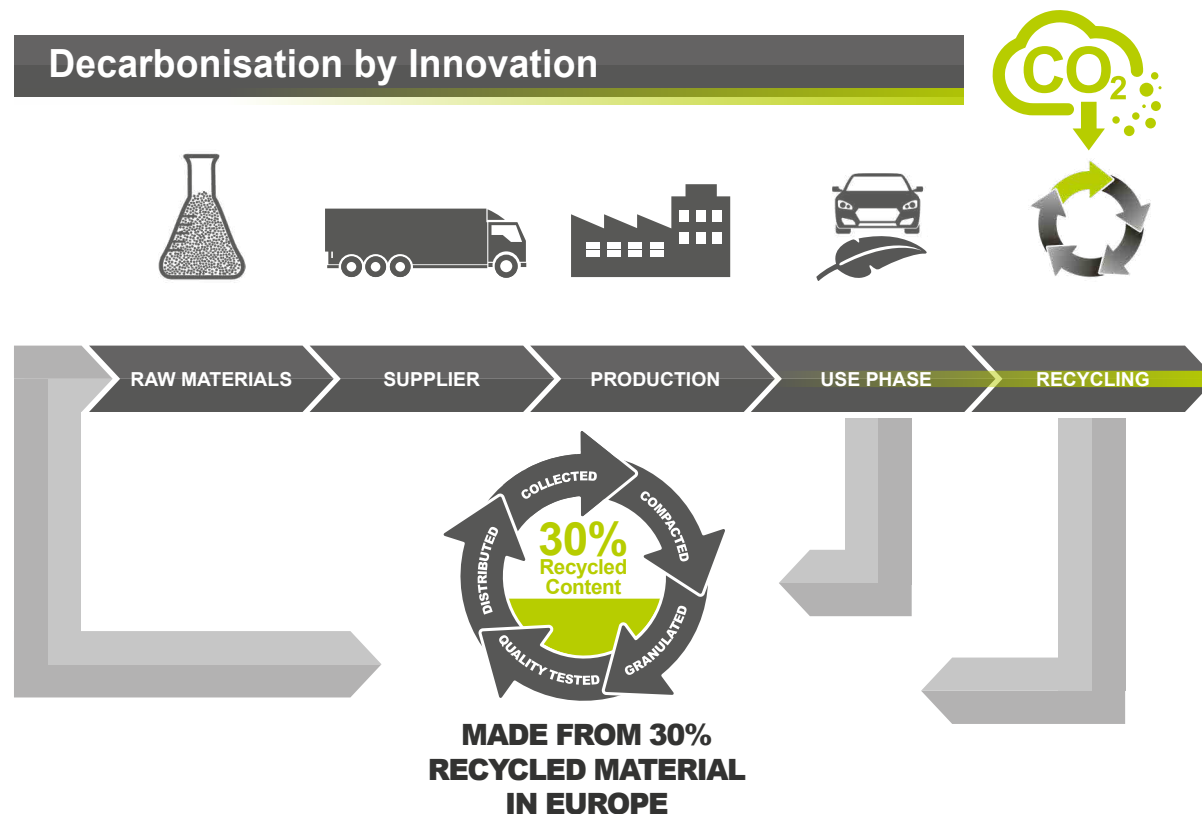 Decarbonisation by Innovation
CO2
RAW MATERIALS
SUPPLIER
PRODUCTION
USE PHASE
RECYCLING
COLLECTED
COMPACTED
GRANULATED
QUALITY TESTED
DISTRIBUTED
30%
Recycled
Content
MADE FROM 30%
RECYCLED MATERIAL
IN EUROPE